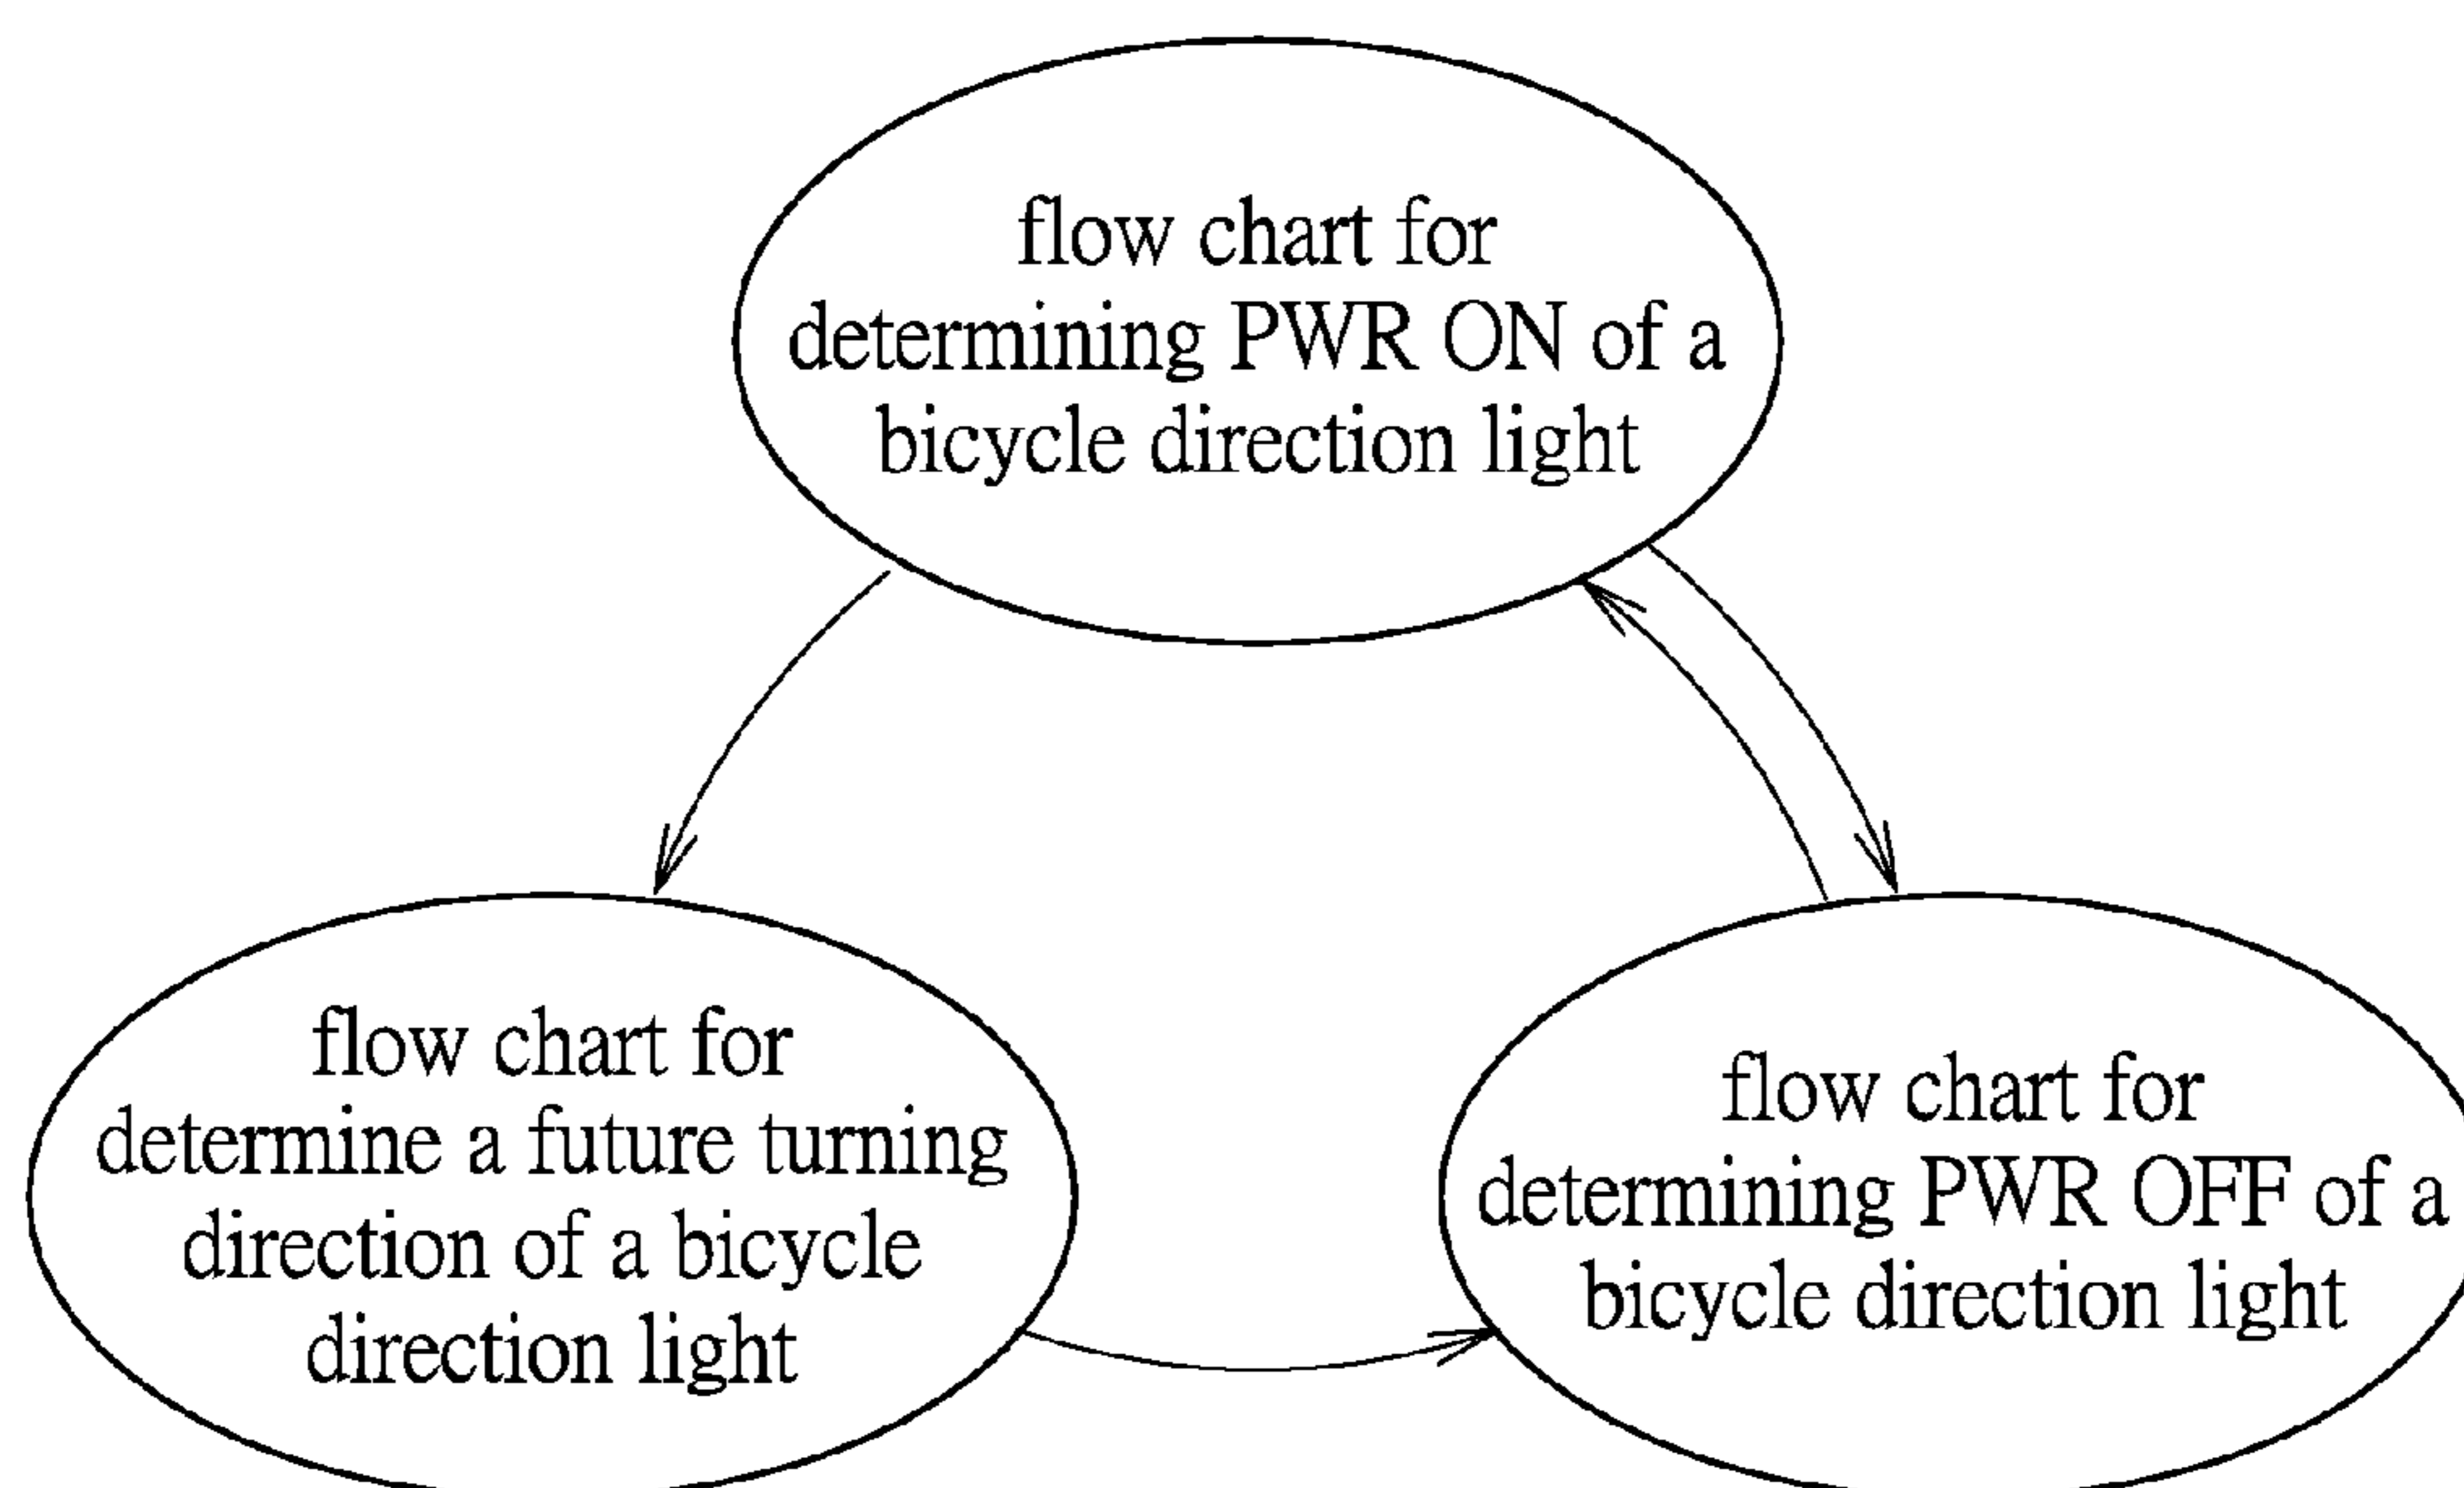 flow chart for
determining PWR ON of a
bicycle direction light
flow chart for
determine a future turning
direction of a bicycle
direction light
flow chart for
determining PWR OFF of a
bicycle direction light